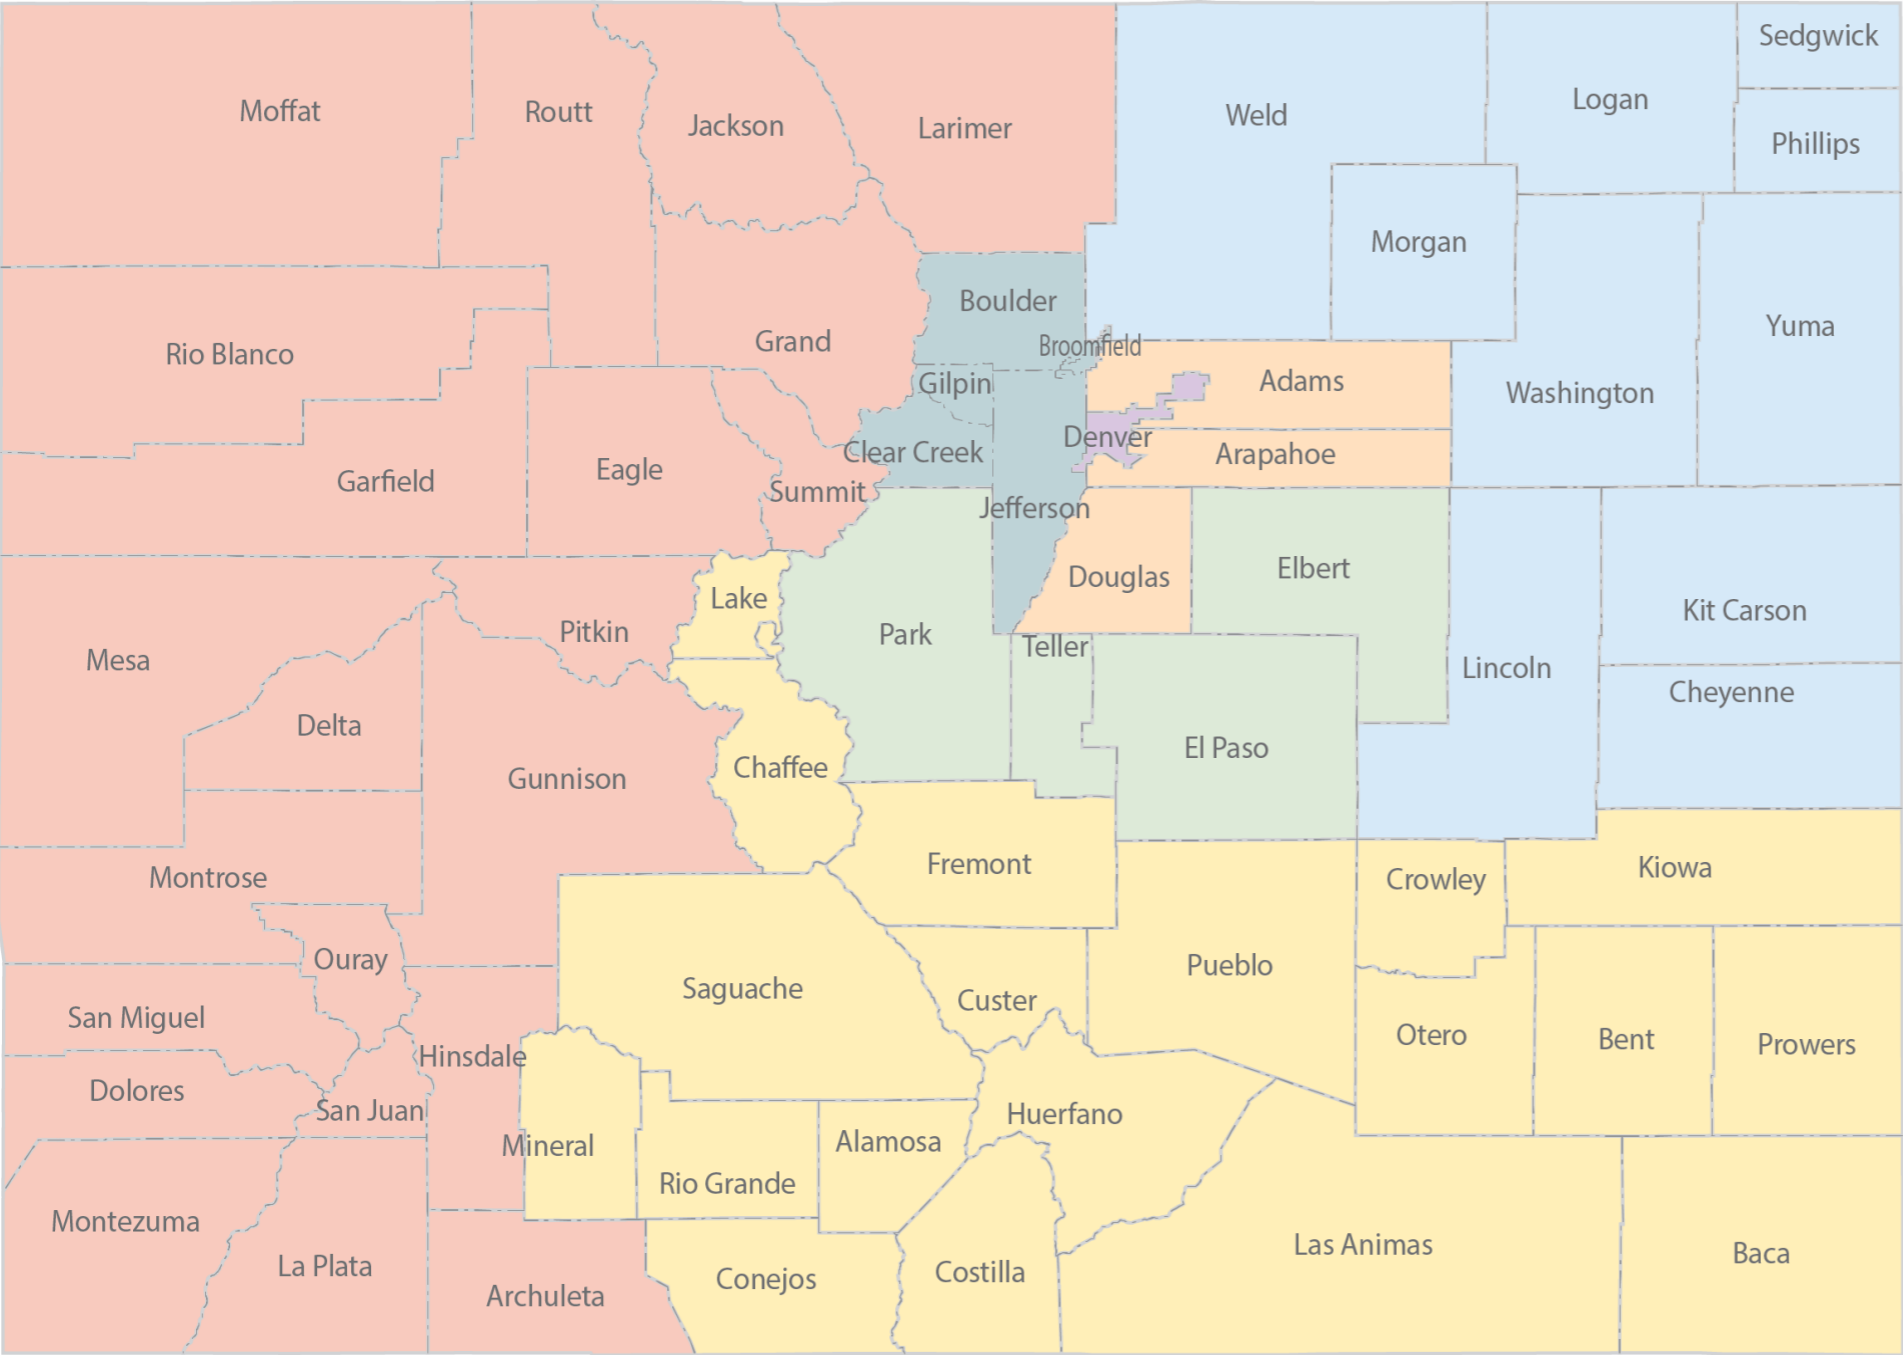 Sedgwick
Logan
Moffat
Routt
Jackson
Larimer
Weld
Phillips
Morgan
Boulder
Yuma
Rio Blanco
Grand
Broomfield
Gilpin
Adams
Washington
Denver
Clear Creek
Arapahoe
Garfield
Eagle
Summit
Jefferson
Elbert
Douglas
Lake
Kit Carson
Pitkin
Park
Teller
Mesa
Lincoln
Cheyenne
Delta
El Paso
Gunnison
Chaffee
Fremont
Kiowa
Montrose
Crowley
Ouray
Pueblo
Saguache
Custer
San Miguel
Otero
Bent
Prowers
Hinsdale
Dolores
San Juan
Huerfano
Mineral
Alamosa
Rio Grande
Montezuma
Las Animas
Baca
La Plata
Conejos
Costilla
Archuleta